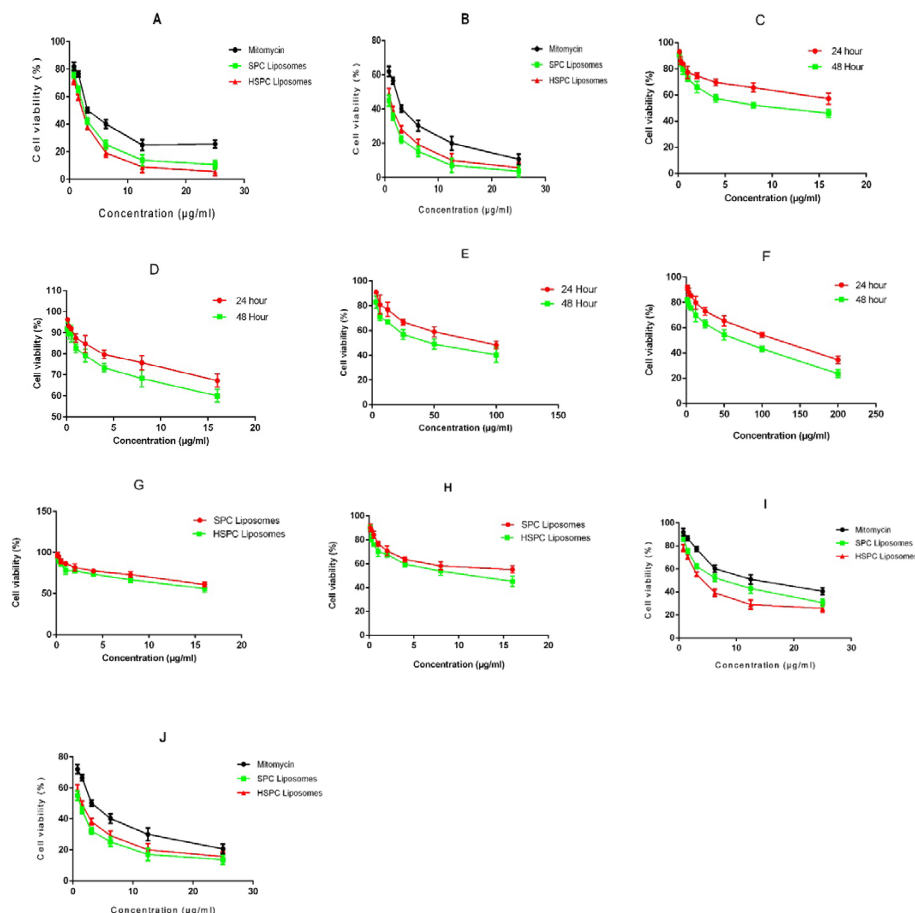 A
Cell viability (%)
100
80
60
40
20
0
0 10 20 30
Concentration (µg/ml)
Mitomycin
SPC Liposomes
HSPC Liposomes
B
Cell viability (%)
60
40
20
0
0 10 20 30
Concentration (µg/ml)
Mitomycin
SPC Liposomes
HSPC Liposomes
C
Cell viability (%)
100
80
60
40
20
0
0 5 10 15 20
Concentration (µg/ml)
24 hour
48 Hour
D
Cell viability (%)
110
100
90
80
70
60
50
0 5 10 15 20
Concentration (µg/ml)
24 hour
48 Hour
E
Cell viability (%)
100
80
60
40
20
0
0 50 100 150
Concentration (µg/ml)
24 Hour
48 Hour
F
Cell viability (%)
100
80
60
40
20
0
0 50 100 150 200 250
Concentration (µg/ml)
24 hour
48 hour
G
Cell viability (%)
150
100
50
0
0 5 10 15 20
Concentration (µg/ml)
SPC Liposomes
HSPC Liposomes
H
Cell viability (%)
100
80
60
40
20
0
0 5 10 15 20
Concentration (µg/ml)
SPC Liposomes
HSPC Liposomes
I
Cell viability (%)
100
80
60
40
20
0
0 10 20 30
Concentration (µg/ml)
Mitomycin
SPC Liposomes
HSPC Liposomes
J
Cell viability (%)
80
60
40
20
0
0 10 20 30
Concentration (µg/ml)
Mitomycin
SPC Liposomes
HSPC Liposomes